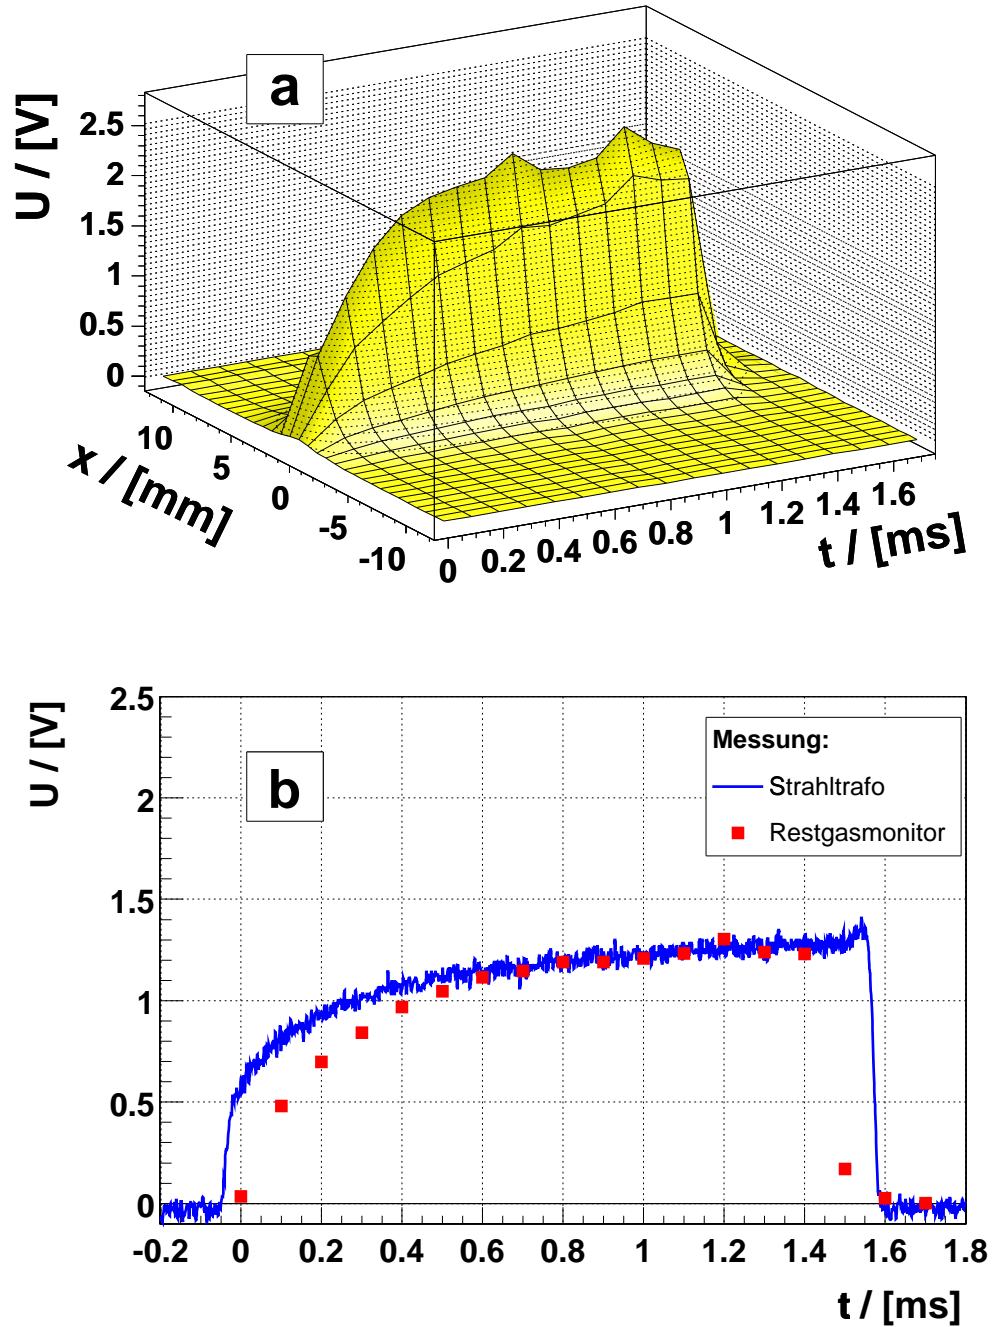 a
U / [V]
2.5
2
1.5
1
0.5
0
10
5
0
-5
-10
x / [mm]
0 0.2 0.4 0.6 0.8 1 1.2 1.4 1.6
t / [ms]
U / [V]
2.5
2
1.5
1
0.5
0
b
Messung:
Strahltrafo
Restgasmonitor
-0.2 0 0.2 0.4 0.6 0.8 1 1.2 1.4 1.6 1.8
t / [ms]